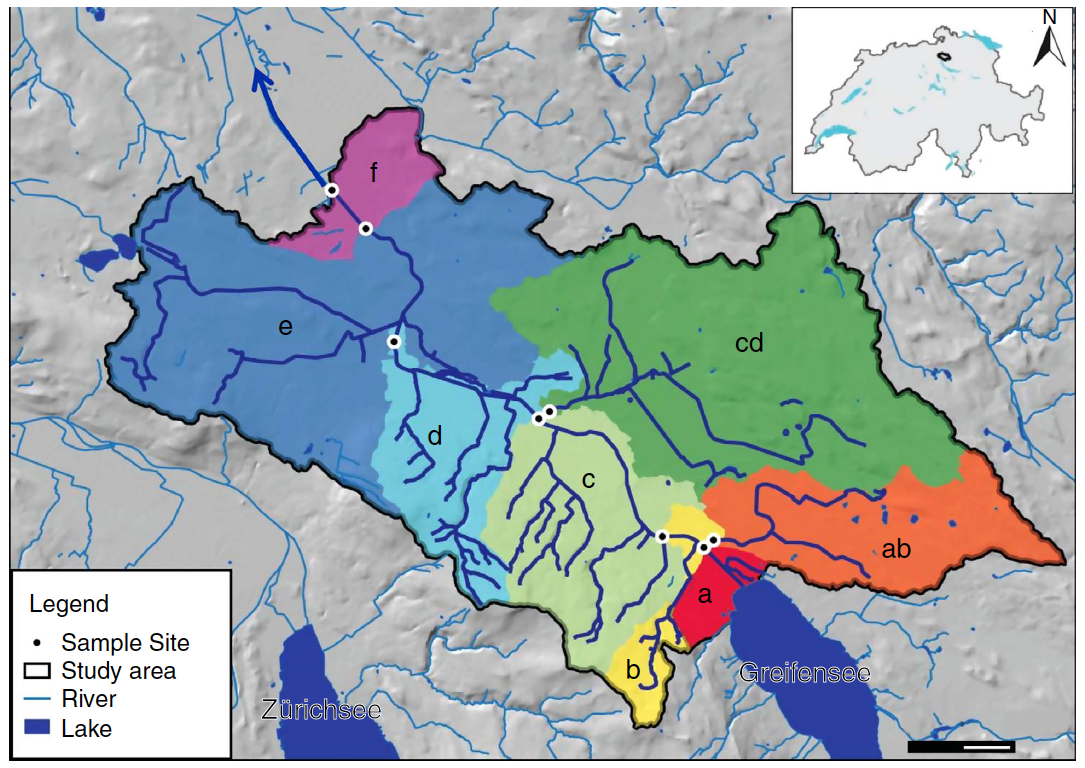 N
f
e
cd
d
c
ab
a
b
Greifensee
Zürichsee
Legend
Sample Site
Study area
River
Lake